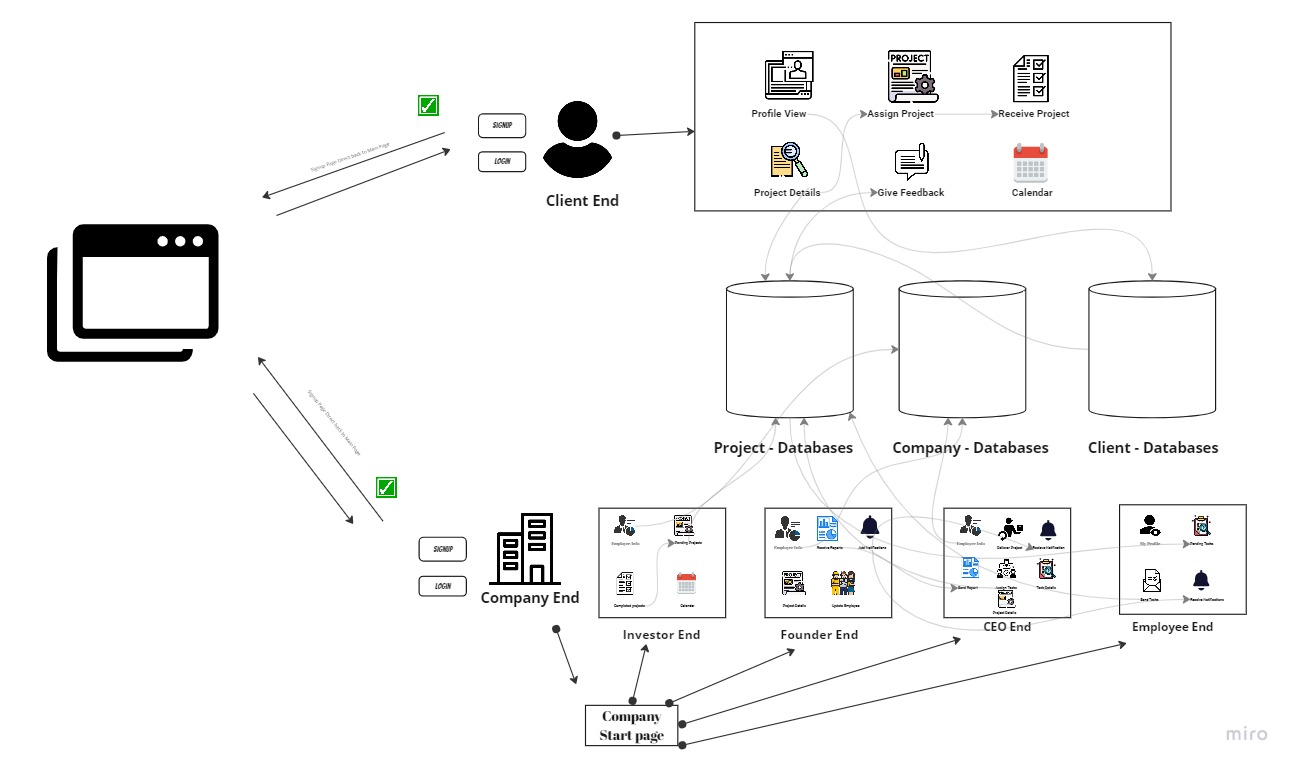 PROJECT
Profile View
Assign Project
Receive Project
SIGNUP
LOGIN
Signup Page Direct back to Main Page
Client End
Project Details
Give Feedback
Calendar
Signup Page Direct back to Main Page
Project - Databases
Company - Databases
Client - Databases
SIGNUP
LOGIN
Company End
Employee Info
Pending Projects
Completed projects
Calendar
Investor End
Employee Info
Receive Reports
Add Notifications
PROJECT
Project Details
Update Employee
Founder End
Employee Info
Deliever Project
Receive Notification
Send Report
Assign Tasks
Task Details
Project Details
CEO End
My Profile
Pending Tasks
Send Tasks
Receive Notifications
Employee End
Company
Start page
miro